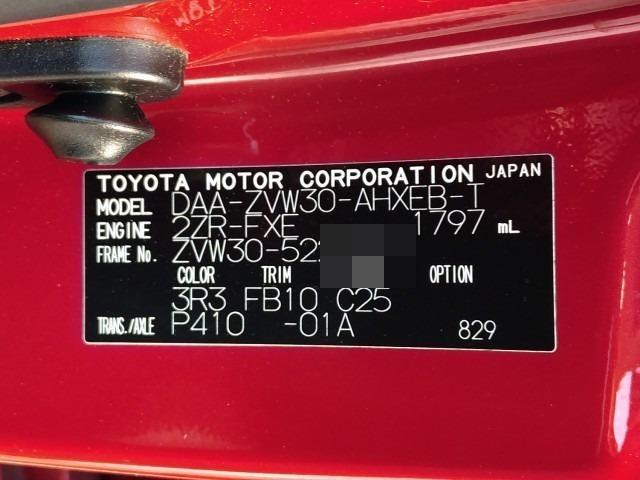 TOYOTA MOTOR CORPORATION JAPAN
MODEL DAA-ZVW30-AHXEB-T
ENGINE 2ZR-FXE 1797 mL
FRAME No. ZVW30-522
COLOR TRIM OPTION
3R3 FB10 C25
TRANS./AXLE P410 -01A 829